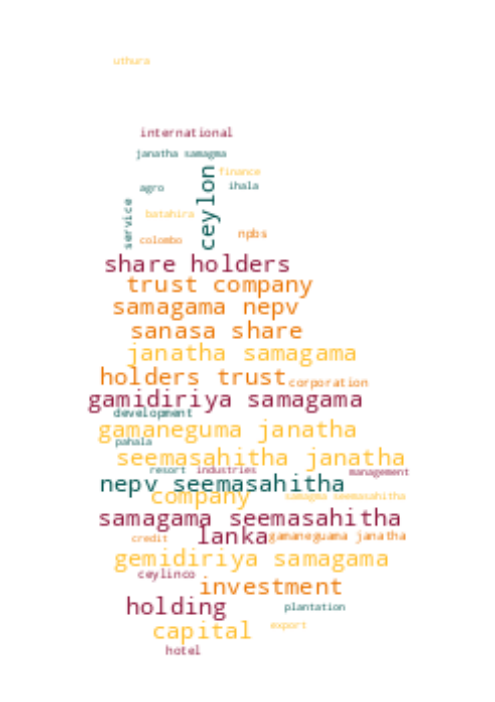 uthura
international
janatha samagma
finance
agro
ihala
ceylon
service
batahira
colombo
npbs
share holders
trust company
samagama nepv
sanasa share
janatha samagama
holders trust
corporation
gamidiriya samagama
development
gamaneguma janatha
pahala
seemasahitha janatha
resort
industries
management
nepv seemasahitha
company
samagma seemasahitha
samagama seemasahitha
lanka
gamaneguama janatha
credit
gemidiriya samagama
ceylinco
investment
holding
plantation
capital
export
hotel